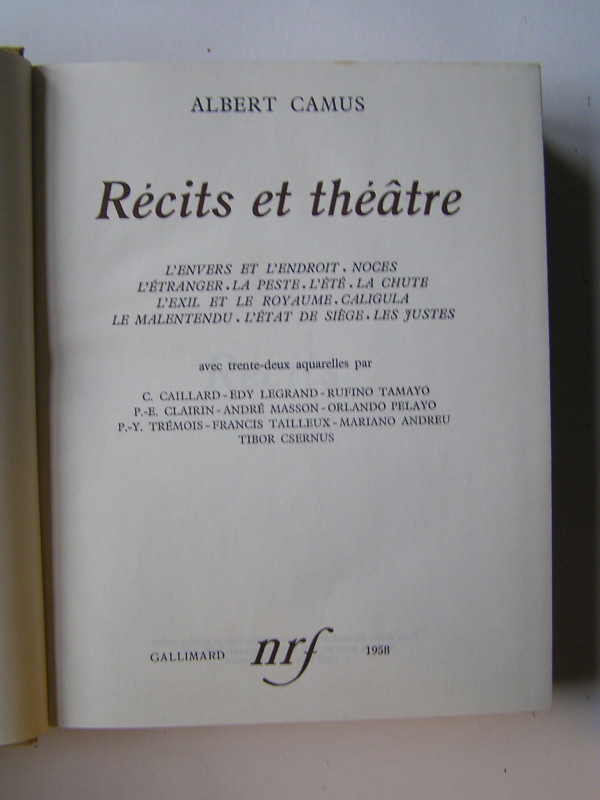 ALBERT CAMUS
Récits et théâtre
L'ENVERS ET L'ENDROIT . NOCES
L'ÉTRANGER . LA PESTE . L'ÉTÉ . LA CHUTE
L'EXIL ET LE ROYAUME . CALIGULA
LE MALENTENDU . L'ÉTAT DE SIÈGE . LES JUSTES
avec trente-deux aquarelles par
C. CAILLARD - EDY LEGRAND - RUFINO TAMAYO
P.-E. CLAIRIN - ANDRÉ MASSON - ORLANDO PELAYO
P.-Y. TRÉMOIS - FRANCIS TAILLEUX - MARIANO ANDREU
TIBOR CSERNUS
GALLIMARD nrf 1958